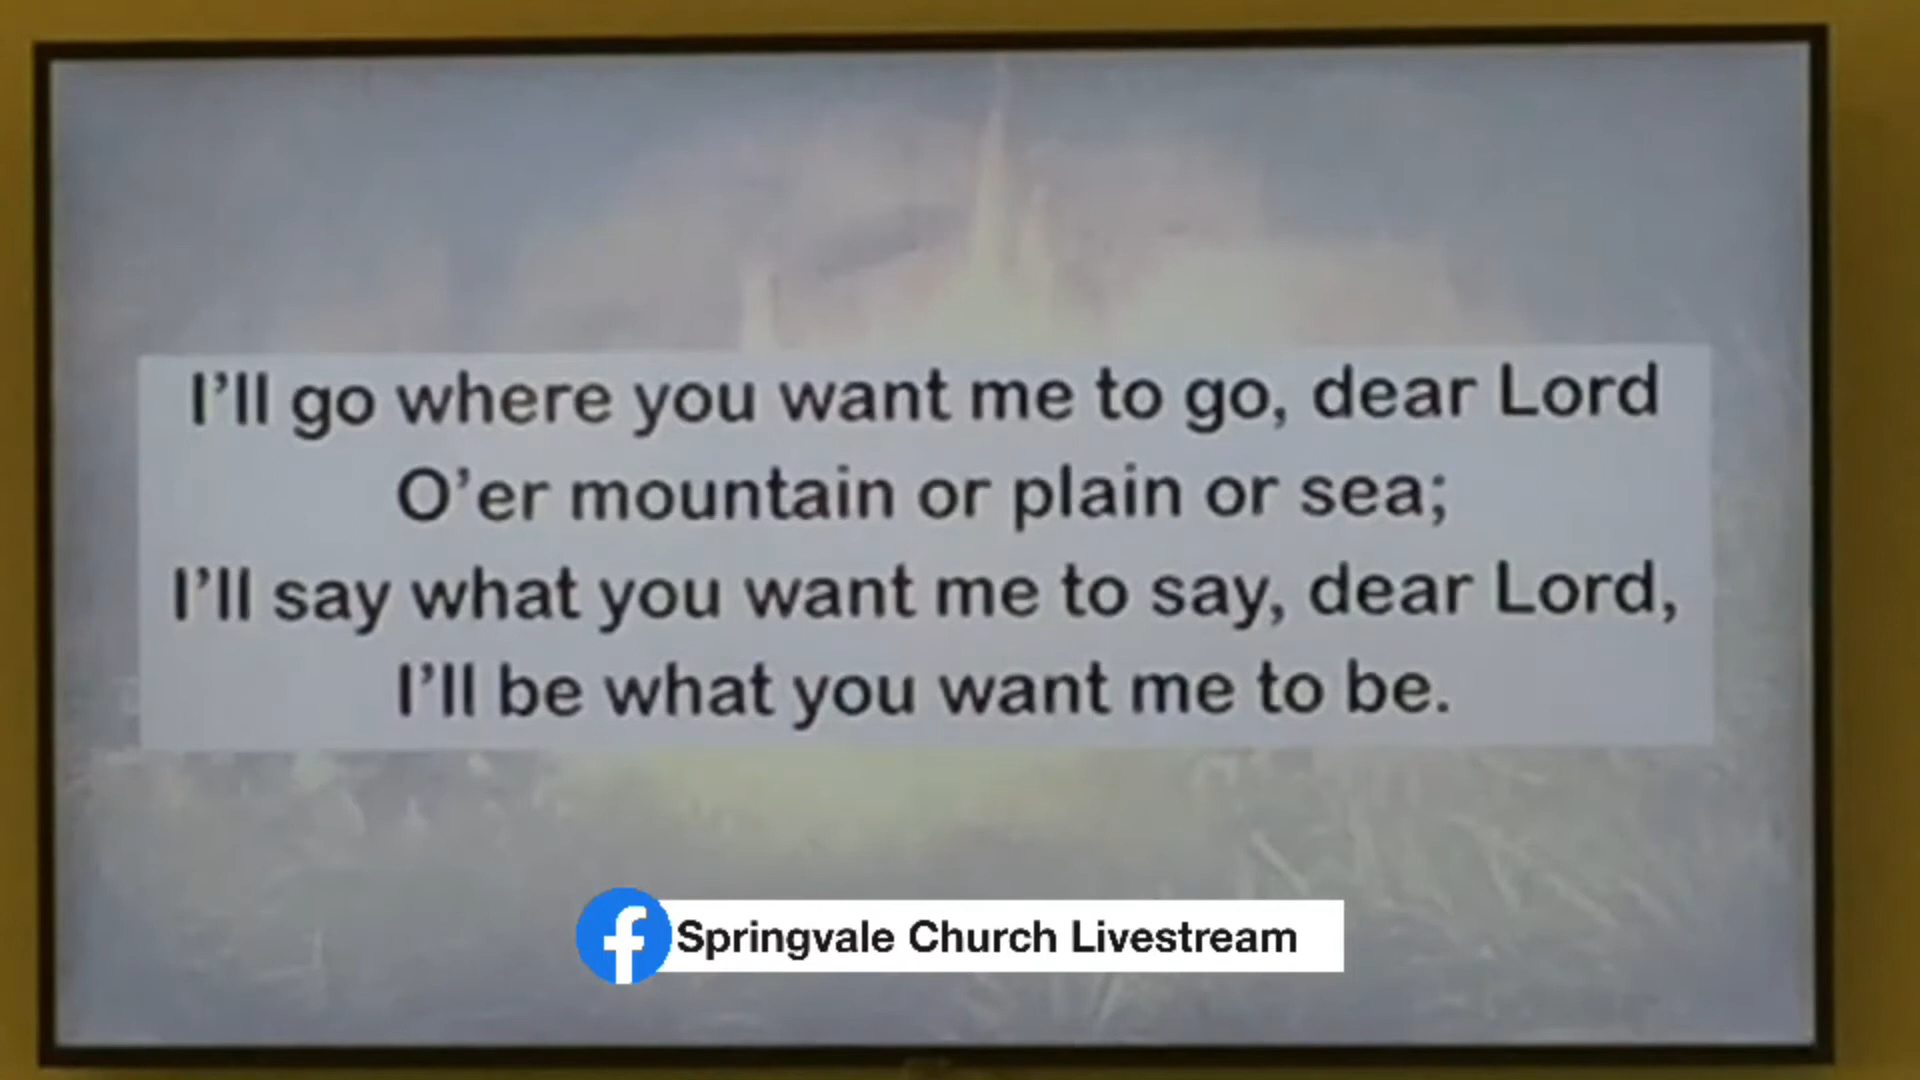 I'll go where you want me to go, dear Lord
O'er mountain or plain or sea;
I'll say what you want me to say, dear Lord,
I'll be what you want me to be.
Springvale Church Livestream